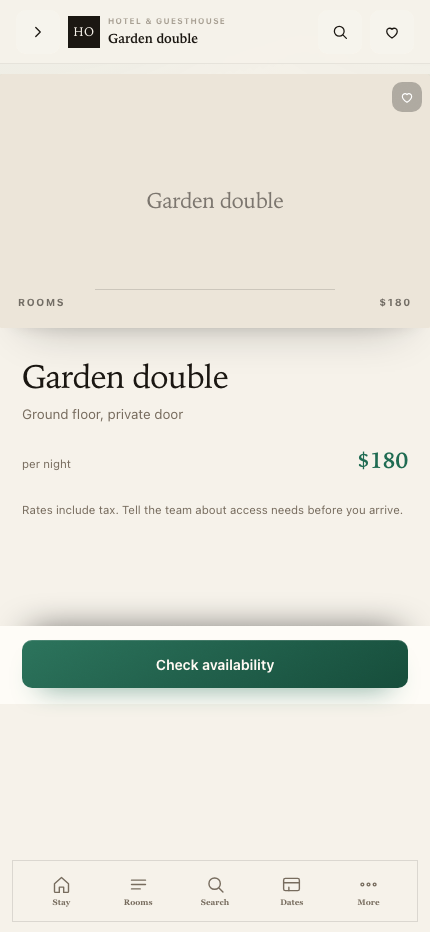 HO
HOTEL & GUESTHOUSE
Garden double
Garden double
ROOMS
$180
Garden double
Ground floor, private door
per night
$180
Rates include tax. Tell the team about access needs before you arrive.
Check availability
Stay
Rooms
Search
Dates
More